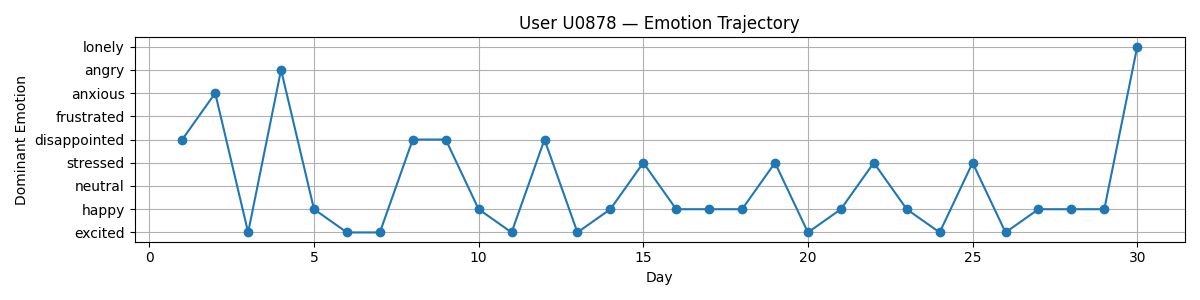 User U0878 — Emotion Trajectory
Dominant Emotion
lonely
angry
anxious
frustrated
disappointed
stressed
neutral
happy
excited
0 5 10 15 20 25 30
Day